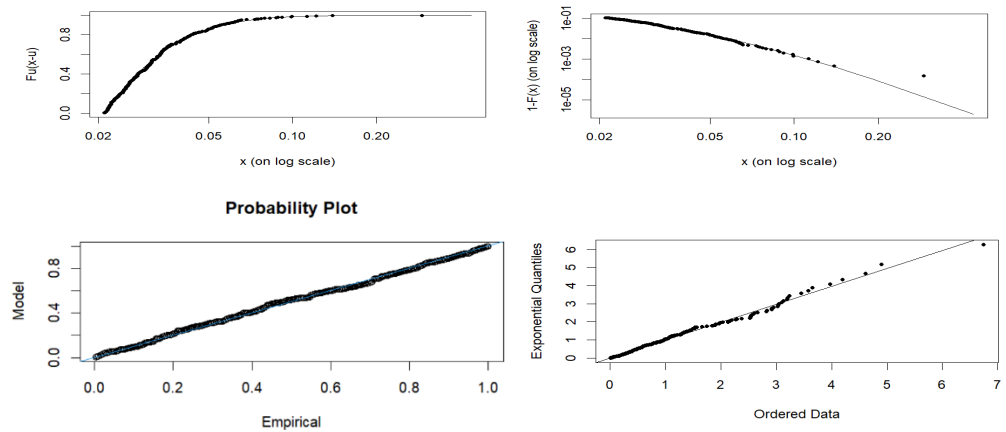 Fu(x-u)
0.0 0.4 0.8
0.02 0.05 0.10 0.20
x (on log scale)
1-F(x) (on log scale)
1e-05 1e-03 1e-01
0.02 0.05 0.10 0.20
x (on log scale)
Probability Plot
Model
0.0 0.4 0.8
0.0 0.2 0.4 0.6 0.8 1.0
Empirical
Exponential Quantiles
0 1 2 3 4 5 6
0 1 2 3 4 5 6 7
Ordered Data